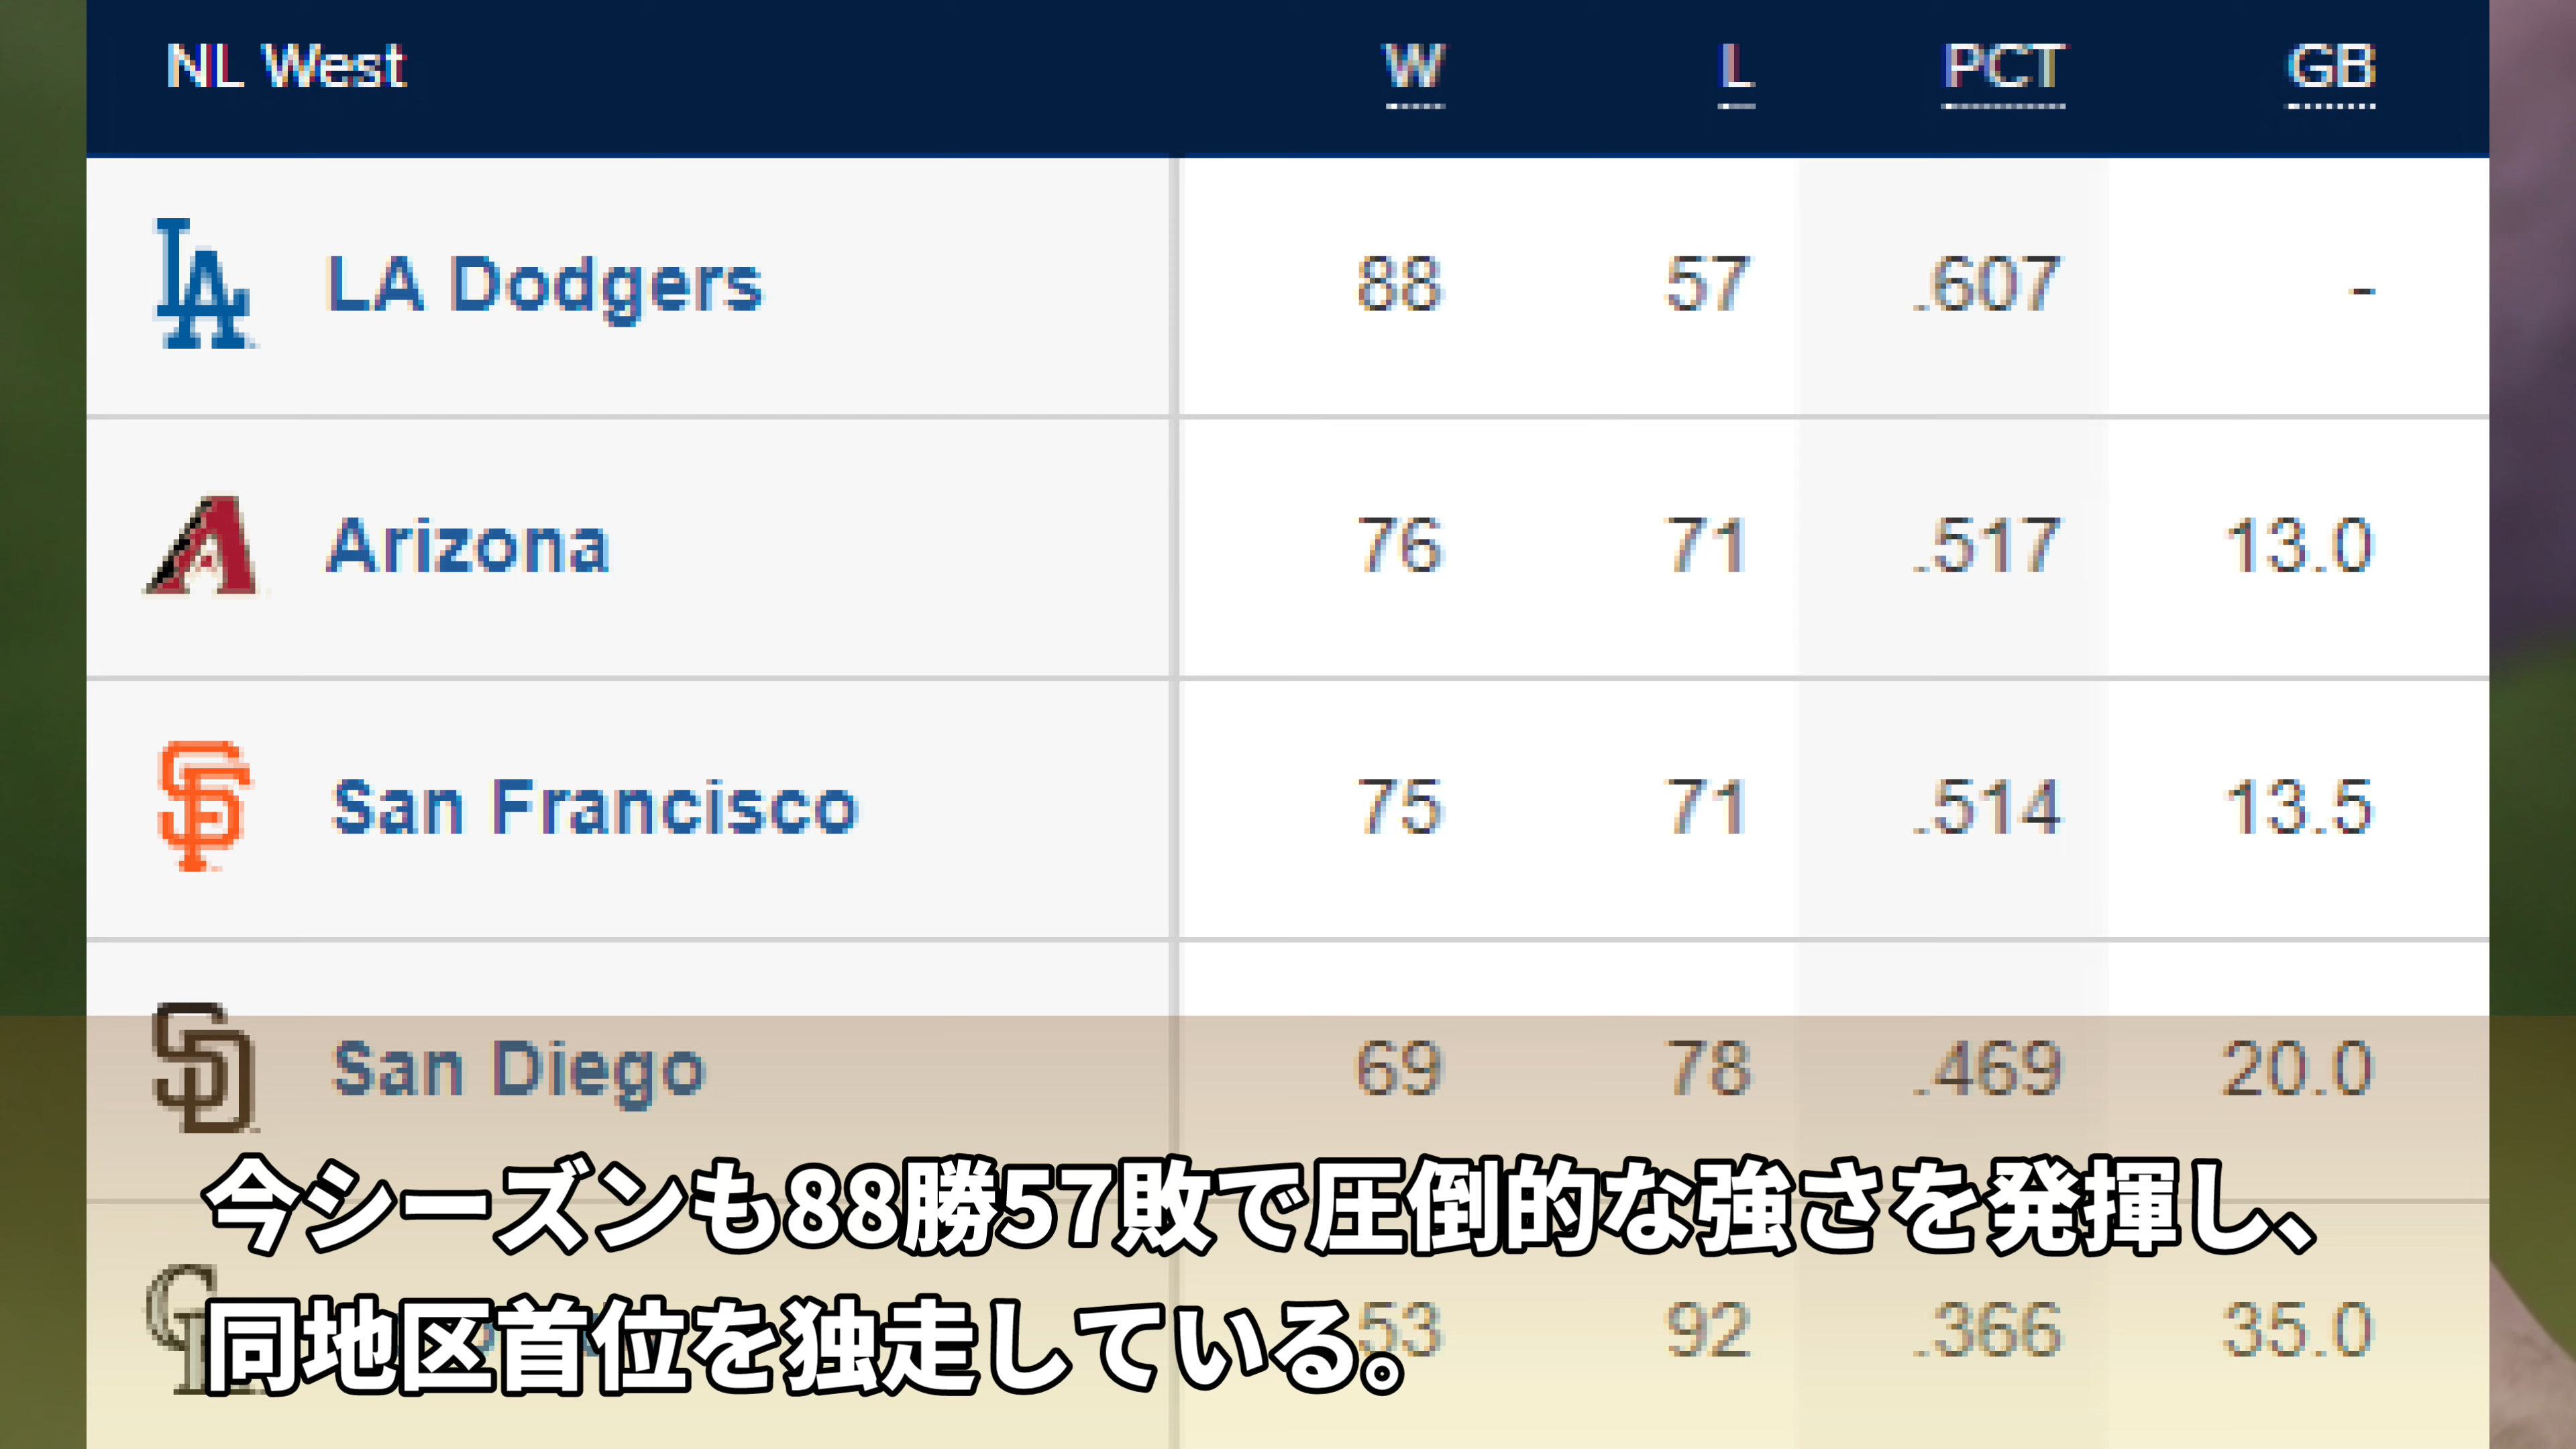 NL West W L PCT GB
LA Dodgers 88 57 .607 -
Arizona 76 71 .517 13.0
San Francisco 75 71 .514 13.5
San Diego 69 78 .469 20.0
53 92 .366 35.0
今シーズンも88勝57敗で圧倒的な強さを発揮し、
同地区首位を独走している。